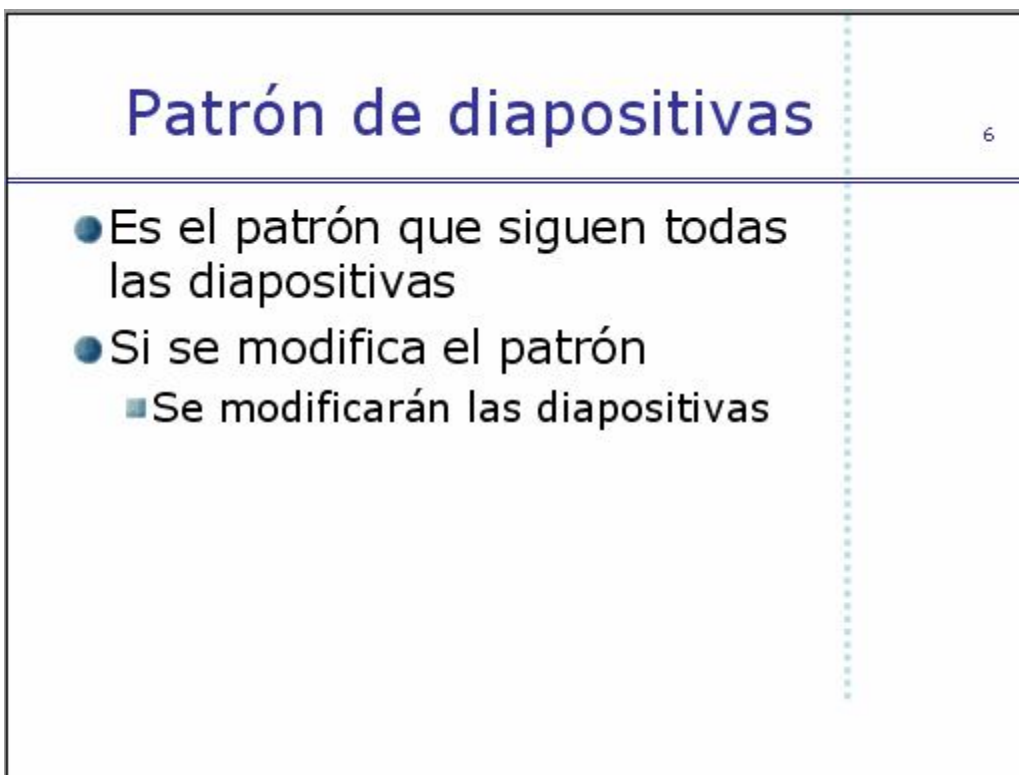 Patrón de diapositivas
6
Es el patrón que siguen todas
las diapositivas
Si se modifica el patrón
Se modificarán las diapositivas